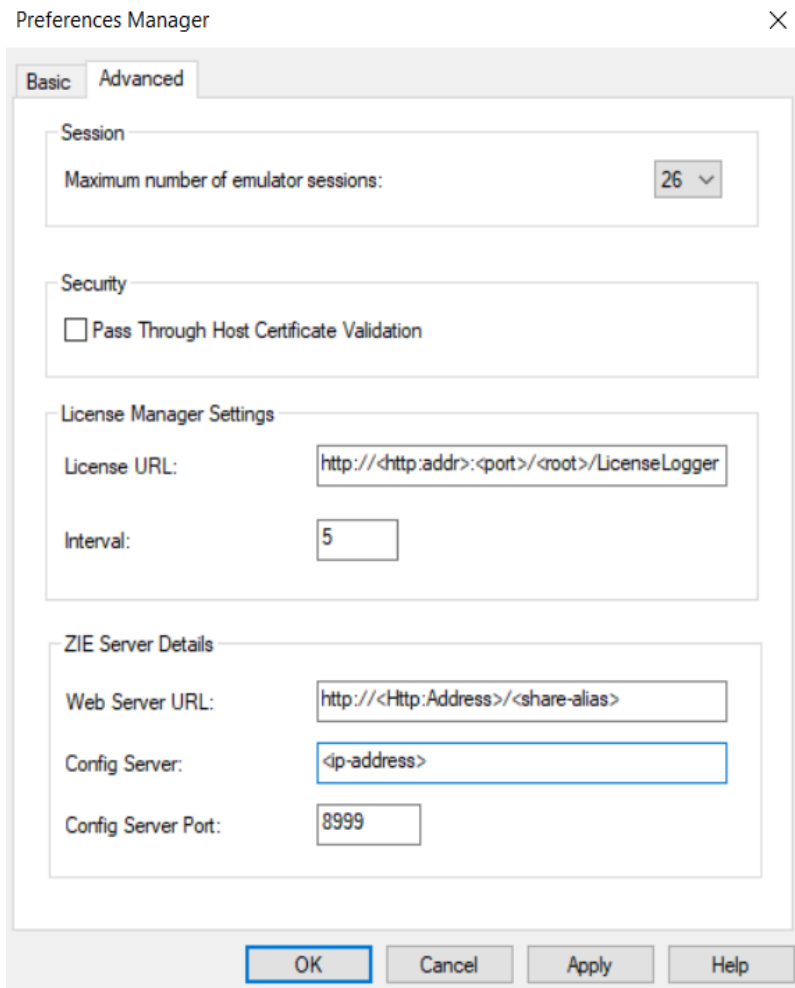 Preferences Manager
Basic Advanced
Session
Maximum number of emulator sessions: 26
Security
Pass Through Host Certificate Validation
License Manager Settings
License URL: http://<http:addr>:<port>/<root>/LicenseLogger
Interval: 5
ZIE Server Details
Web Server URL: http://<Http:Address>/<share-alias>
Config Server: <ip-address>
Config Server Port: 8999
OK Cancel Apply Help